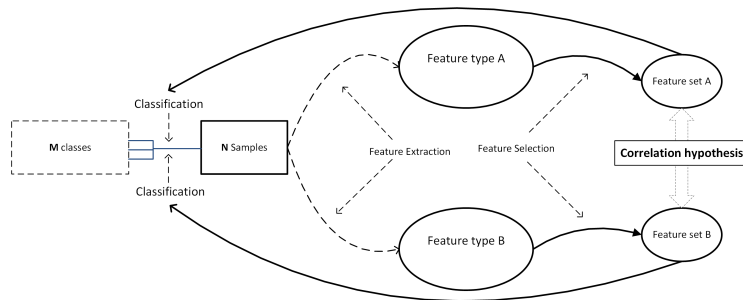 Feature type A
Feature set A
Classification
M classes
N Samples
Feature Extraction
Feature Selection
Correlation hypothesis
Classification
Feature type B
Feature set B